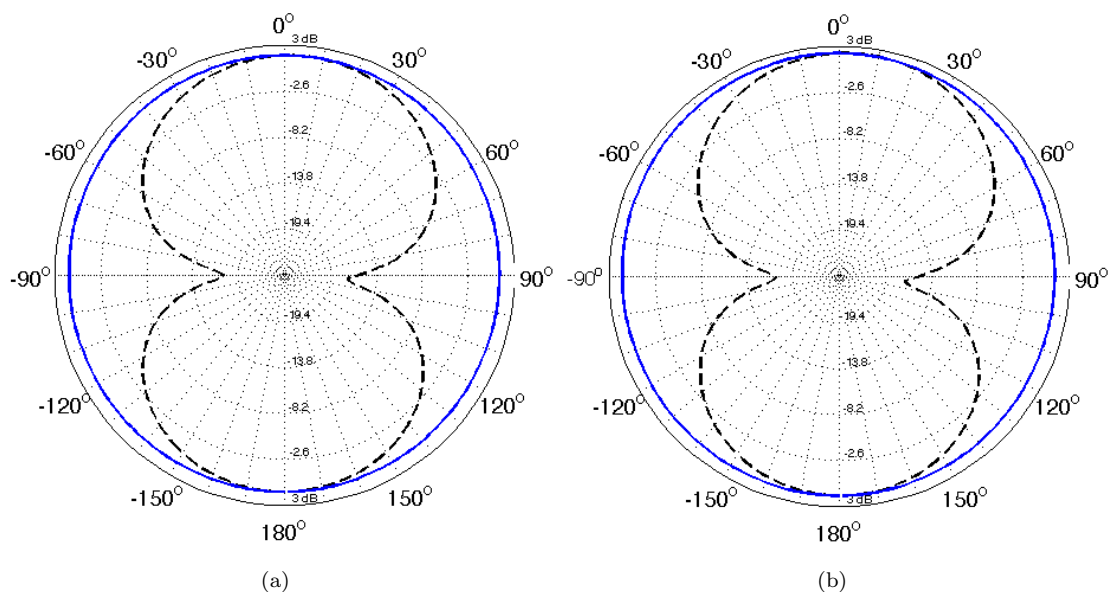 0° 0°
3 dB 3 dB
-30° 30° -30° 30°
-2.6 -2.6
-8.2 -8.2
-60° 60° -60° 60°
13.8 13.8
19.4 19.4
-90° 90° -90° 90°
19.4 19.4
13.8 13.8
-120° 120° -120° 120°
-8.2 -8.2
-2.6 -2.6
-150° 150° -150° 150°
3 dB 3 dB
180° 180°
(a) (b)